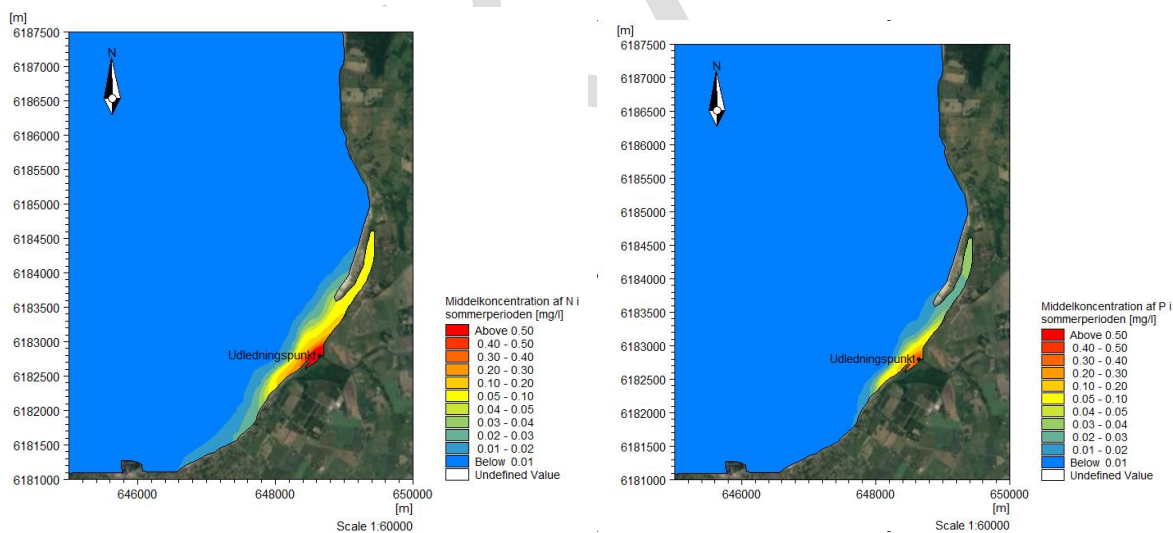 [m]
6187500
6187000
6186500
6186000
6185500
6185000
6184500
6184000
6183500
6183000
6182500
6182000
6181500
6181000
N
Udledningspunkt
646000
648000
650000
[m]
Scale 1:60000
Middelkoncentration af N i
sommerperioden [mg/l]
Above 0.50
0.40 - 0.50
0.30 - 0.40
0.20 - 0.30
0.10 - 0.20
0.05 - 0.10
0.04 - 0.05
0.03 - 0.04
0.02 - 0.03
0.01 - 0.02
Below 0.01
Undefined Value
[m]
6187500
6187000
6186500
6186000
6185500
6185000
6184500
6184000
6183500
6183000
6182500
6182000
6181500
6181000
N
Udledningspunkt
646000
648000
650000
[m]
Scale 1:60000
Middelkoncentration af P i
sommerperioden [mg/l]
Above 0.50
0.40 - 0.50
0.30 - 0.40
0.20 - 0.30
0.10 - 0.20
0.05 - 0.10
0.04 - 0.05
0.03 - 0.04
0.02 - 0.03
0.01 - 0.02
Below 0.01
Undefined Value